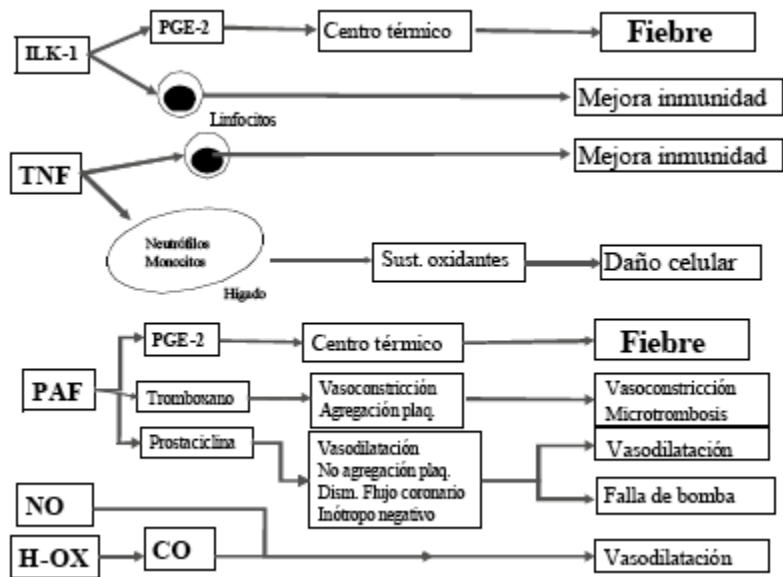 PGE-2
Centro térmico
Fiebre
ILK-1
Mejora inmunidad
Linfocitos
Mejora inmunidad
TNF
Neutrófilos
Monocitos
Sust. oxidantes
Daño celular
Hígado
PGE-2
Centro térmico
Fiebre
PAF
Tromboxano
Vasoconstricción
Agregación plaq.
Vasoconstricción
Microtrombosis
Prostaciclina
Vasodilatación
No agregación plaq.
Dism. Flujo coronario
Inótropo negativo
Vasodilatación
Falla de bomba
NO
H-OX
CO
Vasodilatación